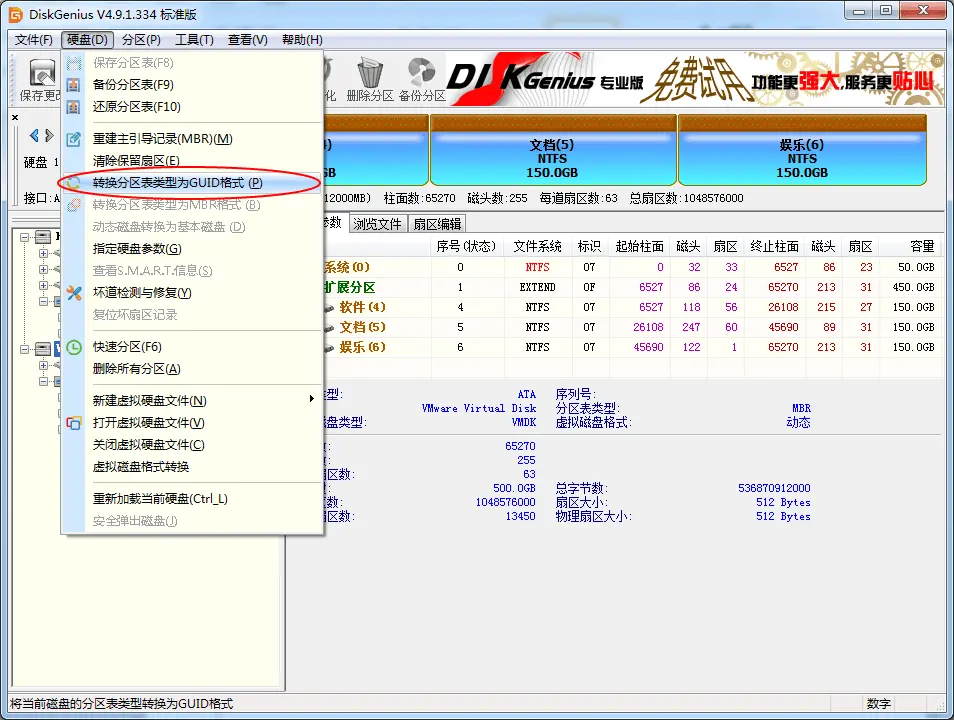 DiskGenius V4.9.1.334 标准版
文件(F) 硬盘(D) 分区(P) 工具(T) 查看(V) 帮助(H)
保存更 删除分区 备份分区
DISKGenius 专业版 免费试用 功能更强大,服务更贴心
保存分区表(F8)
备份分区表(F9)
还原分区表(F10)
重建主引导记录(MBR)(M)
清除保留扇区(E)
转换分区表类型为GUID格式 (P)
转换分区表类型为MBR格式 (B)
动态磁盘转换为基本磁盘 (D)
指定硬盘参数(G)
查看S.M.A.R.T.信息(S)
坏道检测与修复(Y)
复位坏扇区记录
快速分区(F6)
删除所有分区(A)
新建虚拟硬盘文件(N)
打开虚拟硬盘文件(V)
关闭虚拟硬盘文件(C)
虚拟磁盘格式转换
重新加载当前硬盘(Ctrl_L)
安全弹出磁盘(J)
硬盘 1
接口:A
文档(5)
NTFS
150.0GB
娱乐(6)
NTFS
150.0GB
12000MB) 柱面数:65270 磁头数:255 每道扇区数:63 总扇区数:1048576000
参数 浏览文件 扇区编辑
序号(状态) 文件系统 标识 起始柱面 磁头 扇区 终止柱面 磁头 扇区 容量
系统(0) 0 NTFS 07 0 32 33 6527 86 23 50.0GB
扩展分区 1 EXTEND 0F 6527 86 24 65270 213 31 450.0GB
软件(4) 4 NTFS 07 6527 118 56 26108 215 27 150.0GB
文档(5) 5 NTFS 07 26108 247 60 45690 89 31 150.0GB
娱乐(6) 6 NTFS 07 45690 122 1 65270 213 31 150.0GB
型: ATA 序列号:
VMware Virtual Disk 分区表类型: MBR
盘类型: VMDK 虚拟磁盘格式: 动态
: 65270
: 255
区数: 63
: 500.0GB 总字节数: 536870912000
数: 1048576000 扇区大小: 512 Bytes
区数: 13450 物理扇区大小: 512 Bytes
将当前磁盘的分区表类型转换为GUID格式 数字